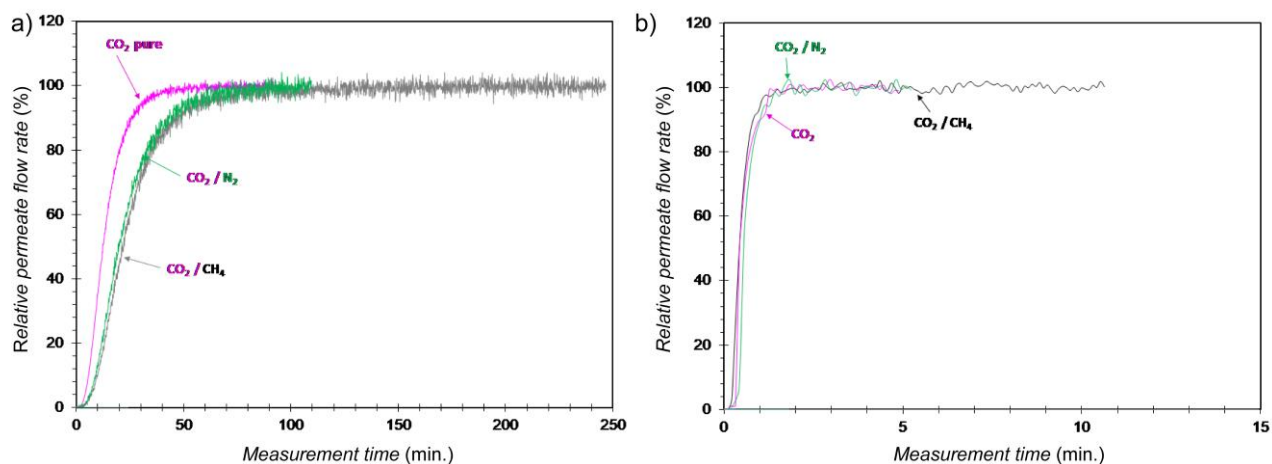 a)
120
100
80
60
40
20
0
Relative permeate flow rate (%)
CO₂ pure
CO₂ / N₂
CO₂ / CH₄
0 50 100 150 200 250
Measurement time (min.)
b)
120
100
80
60
40
20
0
Relative permeate flow rate (%)
CO₂ / N₂
CO₂
CO₂ / CH₄
0 5 10 15
Measurement time (min.)